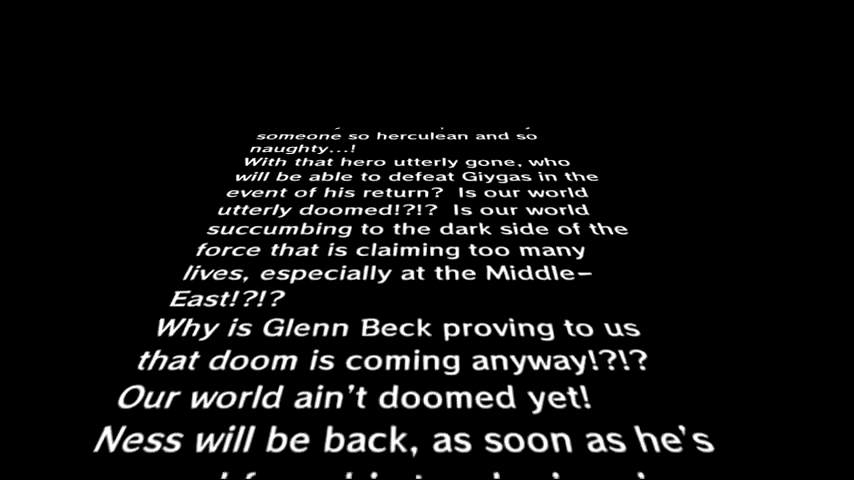 someone so herculean and so
naughty...!
With that hero utterly gone, who
will be able to defeat Giygas in the
event of his return?  Is our world
utterly doomed!?!?  Is our world
succumbing to the dark side of the
force that is claiming too many
lives, especially at the Middle-
East!?!?
Why is Glenn Beck proving to us
that doom is coming anyway!?!?
Our world ain't doomed yet!
Ness will be back, as soon as he's